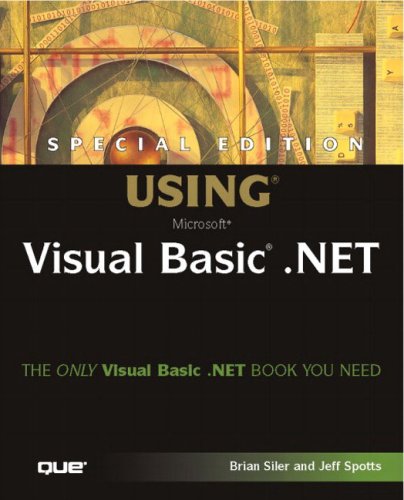 SPECIAL EDITION
USING®
Microsoft®
Visual Basic® .NET
THE ONLY Visual Basic .NET BOOK YOU NEED
QUE®
Brian Siler and Jeff Spotts